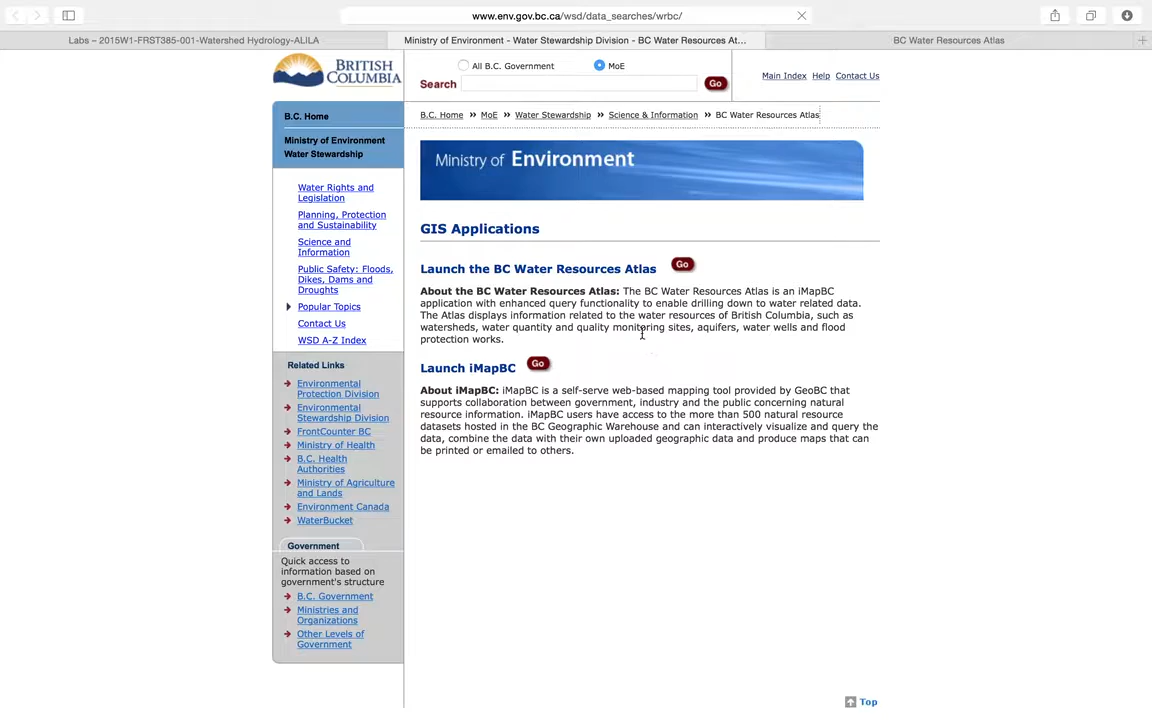 www.env.gov.bc.ca/wsd/data_searches/wrbc/
Labs – 2015W1-FRST385-001-Watershed Hydrology-ALILA
Ministry of Environment - Water Stewardship Division - BC Water Resources At...
BC Water Resources Atlas
BRITISH
COLUMBIA
All B.C. Government
MoE
Search
Go
Main Index
Help
Contact Us
B.C. Home
Ministry of Environment
Water Stewardship
B.C. Home » MoE » Water Stewardship » Science & Information » BC Water Resources Atlas
Ministry of Environment
Water Rights and
Legislation
Planning, Protection
and Sustainability
Science and
Information
Public Safety: Floods,
Dikes, Dams and
Droughts
Popular Topics
Contact Us
WSD A-Z Index
Related Links
Environmental
Protection Division
Environmental
Stewardship Division
FrontCounter BC
Ministry of Health
B.C. Health
Authorities
Ministry of Agriculture
and Lands
Environment Canada
WaterBucket
Government
Quick access to
information based on
government's structure
B.C. Government
Ministries and
Organizations
Other Levels of
Government
GIS Applications
Launch the BC Water Resources Atlas Go
About the BC Water Resources Atlas: The BC Water Resources Atlas is an iMapBC
application with enhanced query functionality to enable drilling down to water related data.
The Atlas displays information related to the water resources of British Columbia, such as
watersheds, water quantity and quality monitoring sites, aquifers, water wells and flood
protection works.
Launch iMapBC Go
About iMapBC: iMapBC is a self-serve web-based mapping tool provided by GeoBC that
supports collaboration between government, industry and the public concerning natural
resource information. iMapBC users have access to the more than 500 natural resource
datasets hosted in the BC Geographic Warehouse and can interactively visualize and query the
data, combine the data with their own uploaded geographic data and produce maps that can
be printed or emailed to others.
Top